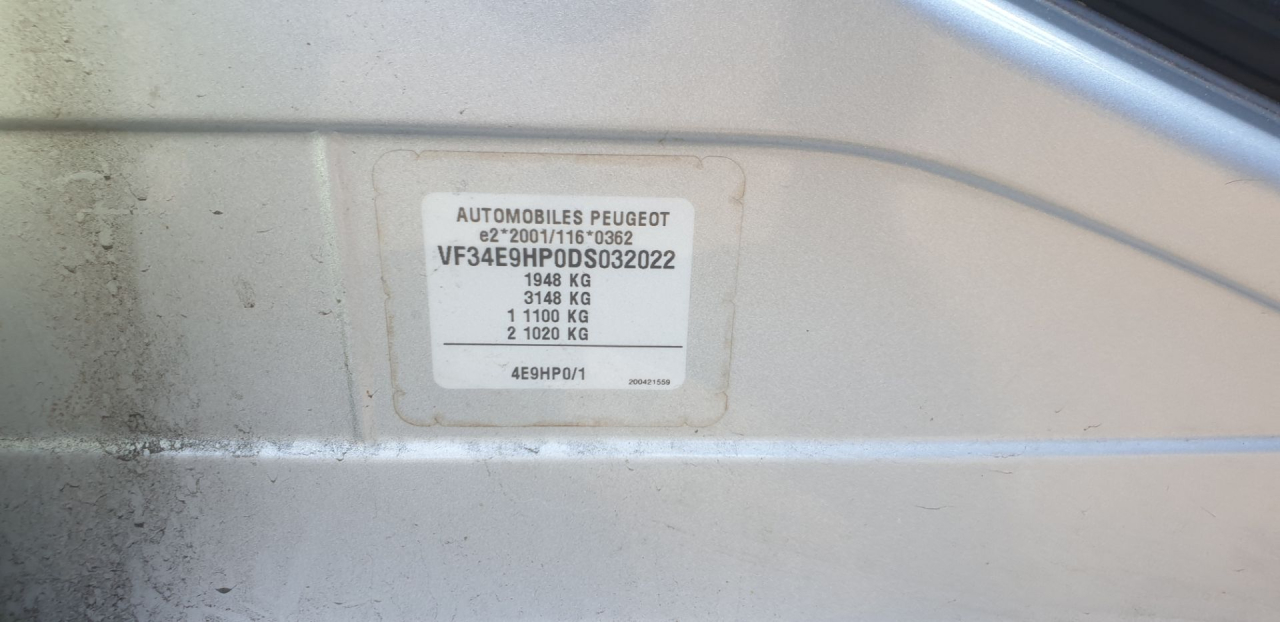 AUTOMOBILES PEUGEOT
e2*2001/116*0362
VF34E9HP0DS032022
1948 KG
3148 KG
1 1100 KG
2 1020 KG
4E9HP0/1
200421559